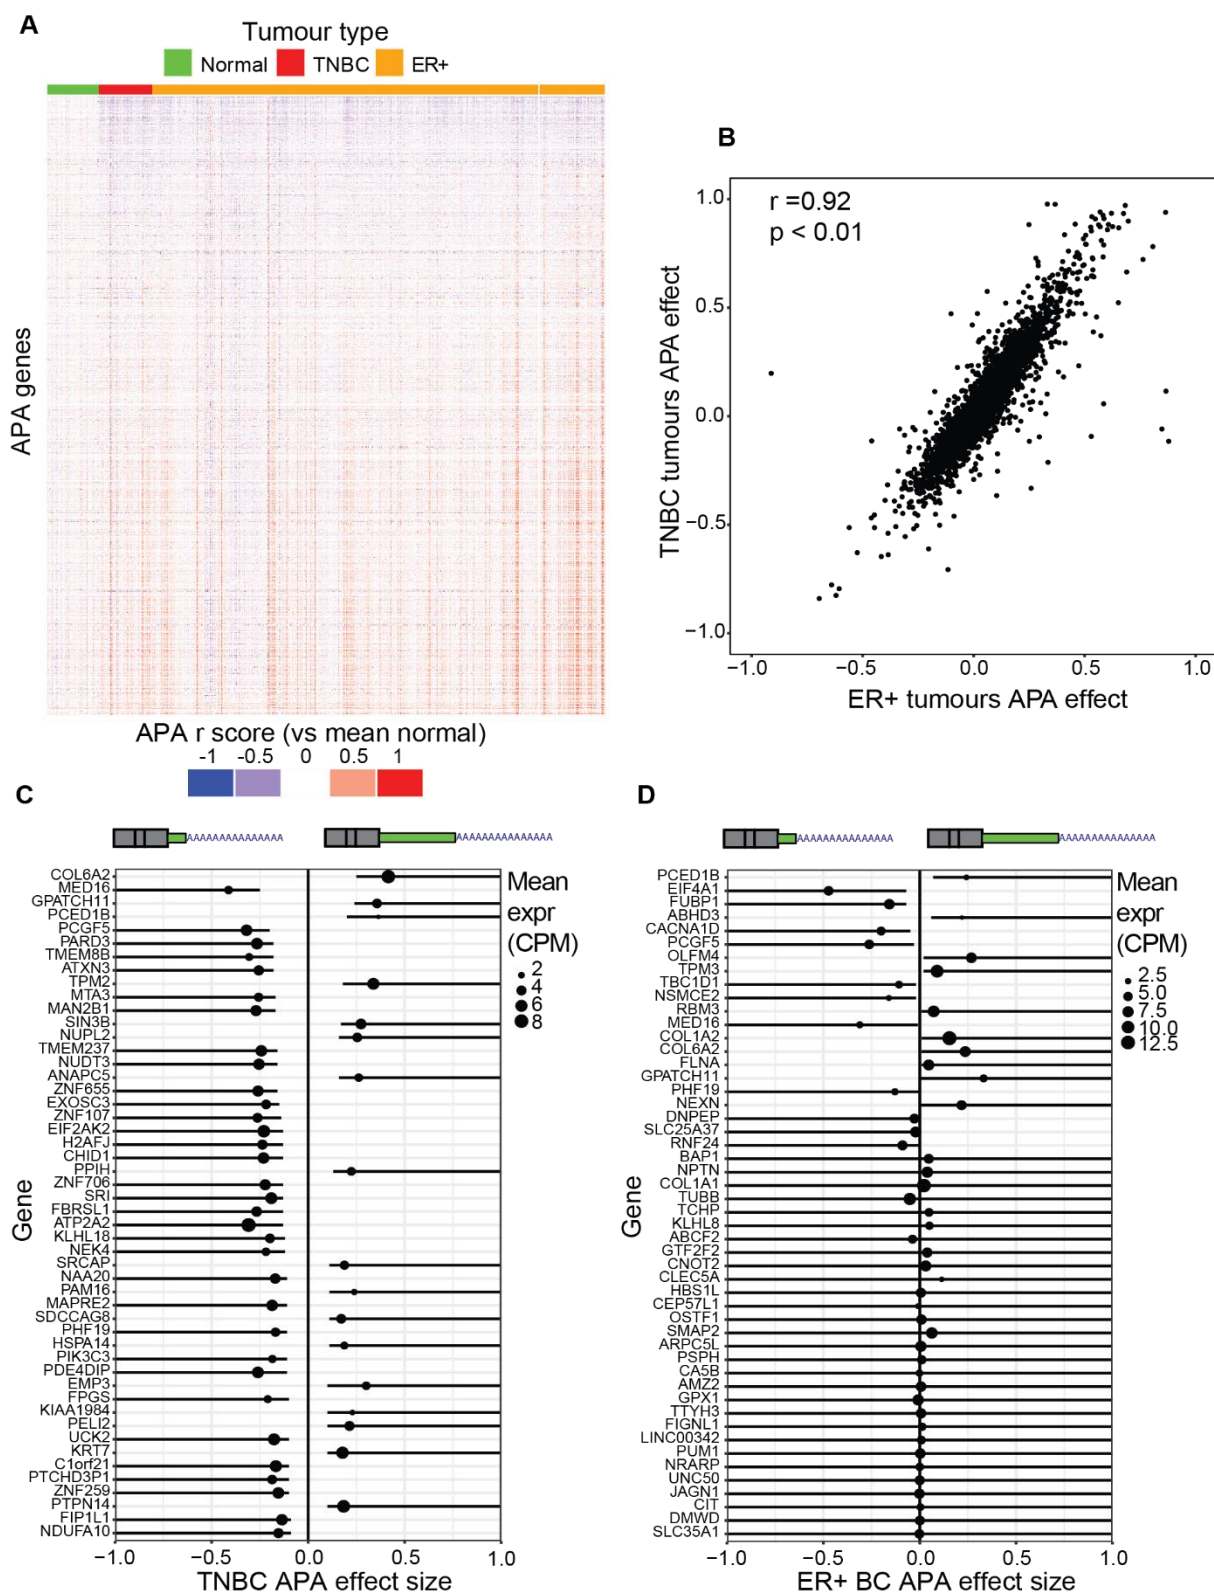 A
Tumour type
Normal TNBC ER+
APA genes
APA r score (vs mean normal)
-1 -0.5 0 0.5 1
B
r =0.92
p < 0.01
TNBC tumours APA effect
1.0
0.5
0.0
−0.5
−1.0
−1.0 −0.5 0.0 0.5 1.0
ER+ tumours APA effect
C
AAAAAAAAAAAAAAA AAAAAAAAAAAAAAA
Gene
COL6A2
MED16
GPATCH11
PCED1B
PCGF5
PARD3
TMEM8B
ATXN3
TPM2
MTA3
MAN2B1
SIN3B
NUPL2
TMEM237
NUDT3
ANAPC5
ZNF655
EXOSC3
ZNF107
EIF2AK2
H2AFJ
CHID1
PPIH
ZNF706
SRI
FBRSL1
ATP2A2
KLHL18
NEK4
SRCAP
NAA20
PAM16
MAPRE2
SDCCAG8
PHF19
HSPA14
PIK3C3
PDE4DIP
EMP3
FPGS
KIAA1984
PELI2
UCK2
KRT7
C1orf21
PTCHD3P1
ZNF259
PTPN14
FIP1L1
NDUFA10
−1.0 −0.5 0.0 0.5 1.0
TNBC APA effect size
Mean
expr
(CPM)
2
4
6
8
D
AAAAAAAAAAAAAAA AAAAAAAAAAAAAAA
Gene
PCED1B
EIF4A1
FUBP1
ABHD3
CACNA1D
PCGF5
OLFM4
TPM3
TBC1D1
NSMCE2
RBM3
MED16
COL1A2
COL6A2
FLNA
GPATCH11
PHF19
NEXN
DNPEP
SLC25A37
RNF24
BAP1
NPTN
COL1A1
TUBB
TCHP
KLHL8
ABCF2
GTF2F2
CNOT2
CLEC5A
HBS1L
CEP57L1
OSTF1
SMAP2
ARPC5L
PSPH
CA5B
AMZ2
GPX1
TTYH3
FIGNL1
LINC00342
PUM1
NRARP
UNC50
JAGN1
CIT
DMWD
SLC35A1
−1.0 −0.5 0.0 0.5 1.0
ER+ BC APA effect size
Mean
expr
(CPM)
2.5
5.0
7.5
10.0
12.5